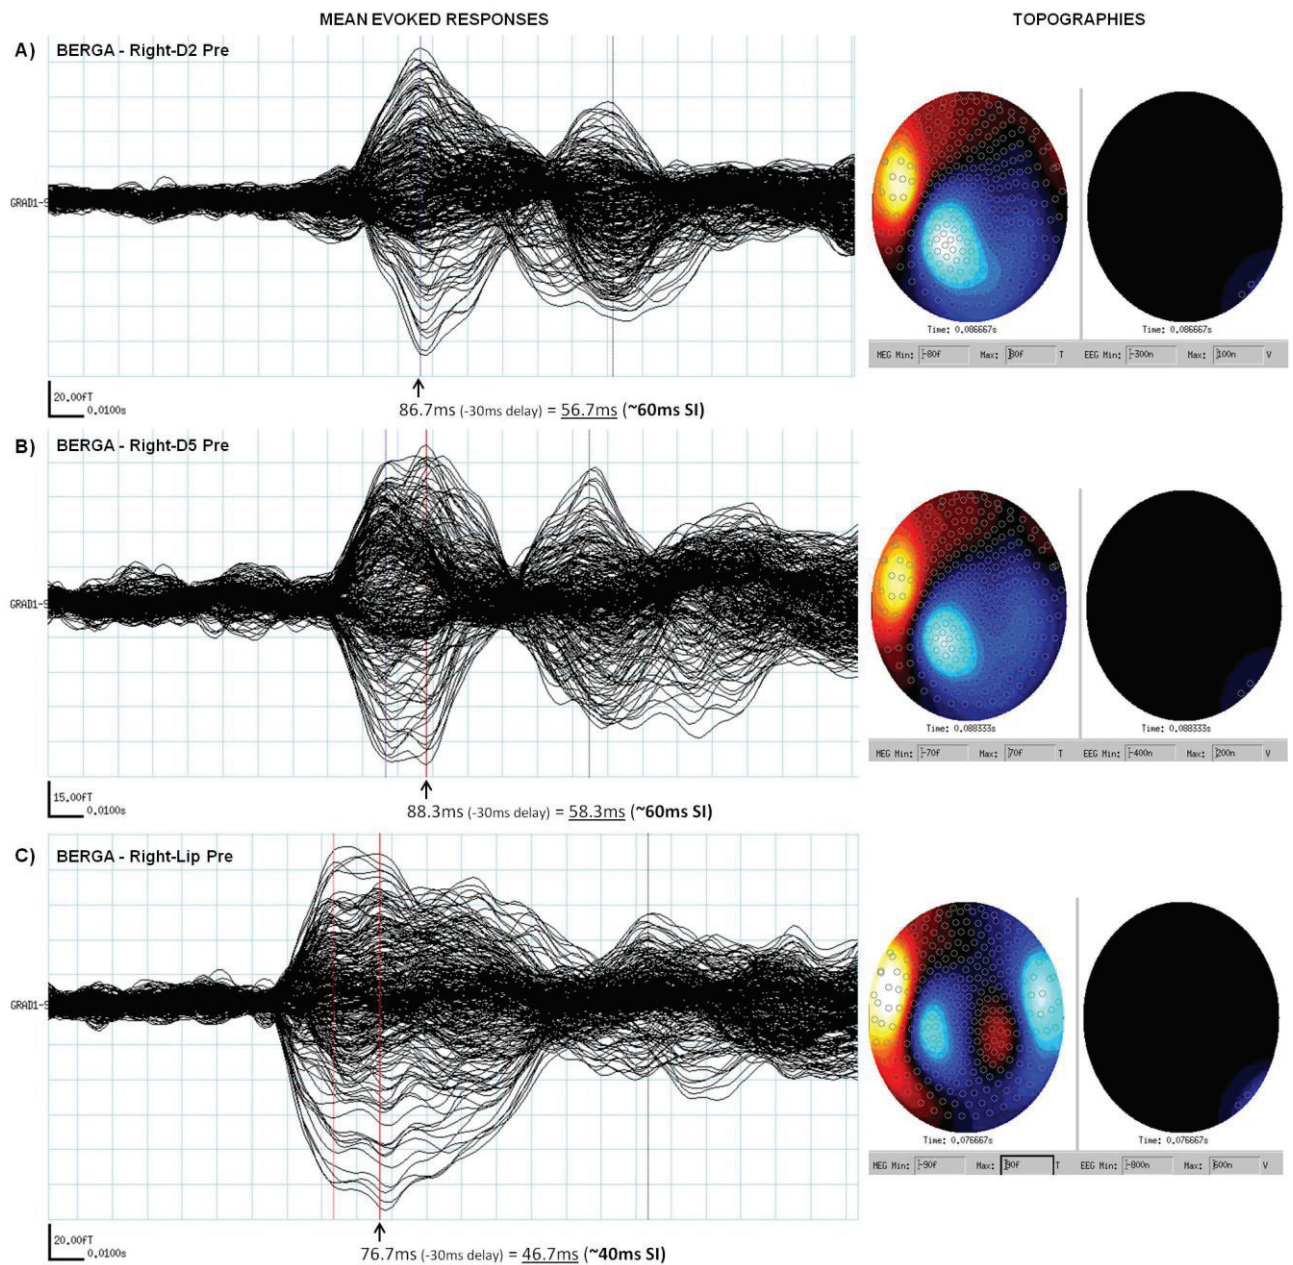 MEAN EVOKED RESPONSES
TOPOGRAPHIES
A) BERGA - Right-D2 Pre
GRAD1-S
Time: 0.086667s
Time: 0.086667s
MEG Min: -80f Max: 80f T EEG Min: -300n Max: 100n V
20.00fT
0.0100s
86.7ms (-30ms delay) = 56.7ms (~60ms SI)
B) BERGA - Right-D5 Pre
GRAD1-S
Time: 0.088333s
Time: 0.088333s
MEG Min: -70f Max: 70f T EEG Min: -400n Max: 200n V
15.00fT
0.0100s
88.3ms (-30ms delay) = 58.3ms (~60ms SI)
C) BERGA - Right-Lip Pre
GRAD1-S
Time: 0.076667s
Time: 0.076667s
MEG Min: -90f Max: 90f T EEG Min: -800n Max: 600n V
20.00fT
0.0100s
76.7ms (-30ms delay) = 46.7ms (~40ms SI)